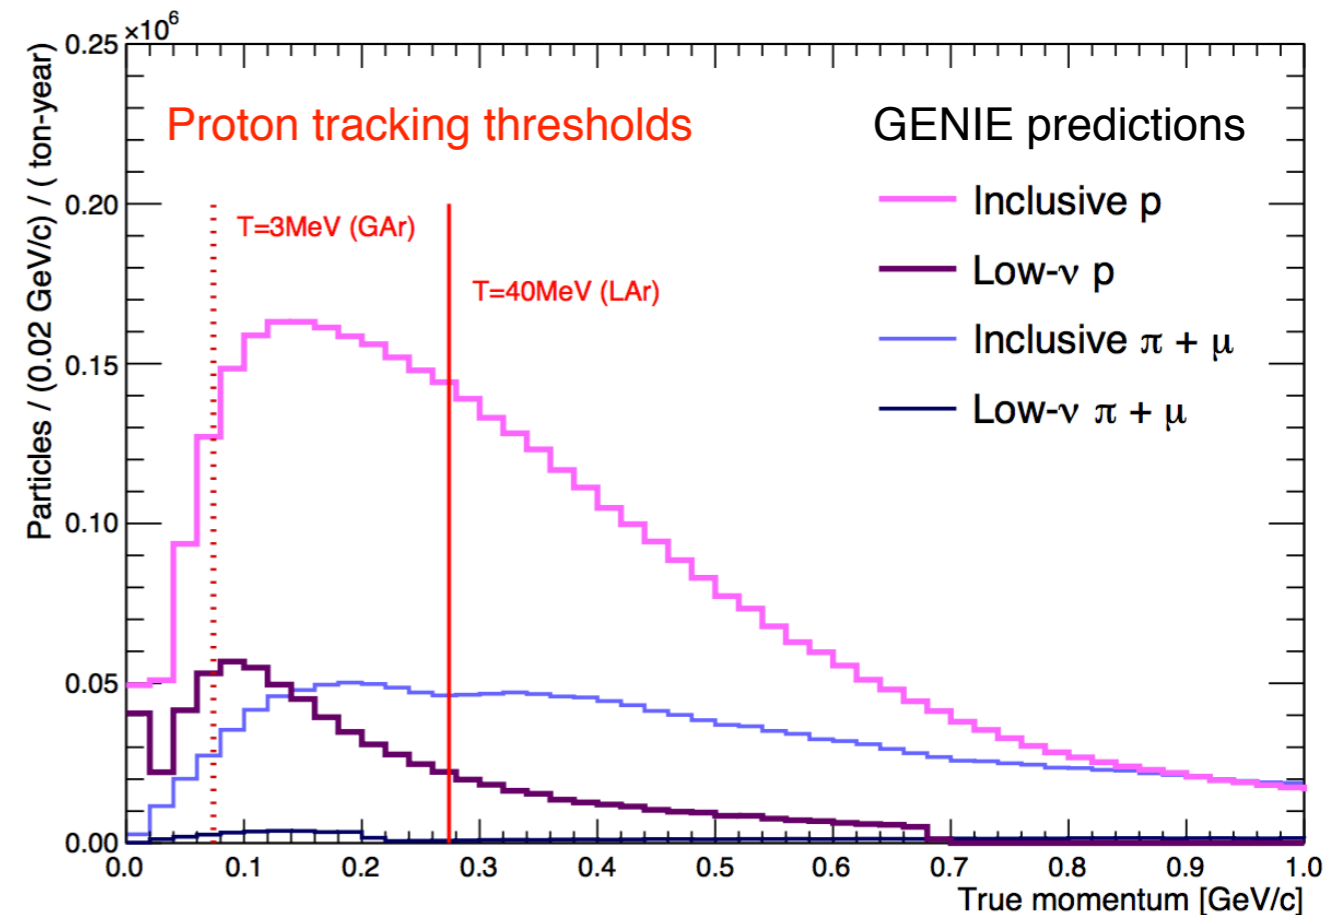 ×10⁶
Particles / (0.02 GeV/c) / ( ton-year)
0.25
0.20
0.15
0.10
0.05
0.00
Proton tracking thresholds
GENIE predictions
T=3MeV (GAr)
T=40MeV (LAr)
Inclusive p
Low-ν p
Inclusive π + μ
Low-ν π + μ
0.0 0.1 0.2 0.3 0.4 0.5 0.6 0.7 0.8 0.9 1.0
True momentum [GeV/c]